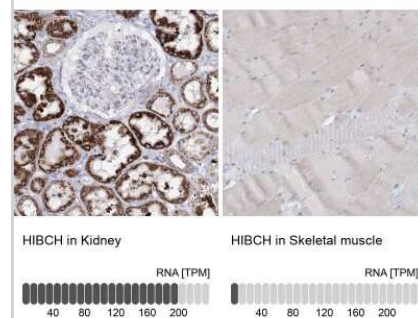 HIBCH in Kidney
HIBCH in Skeletal muscle
RNA [TPM]
RNA [TPM]
40 80 120 160 200
40 80 120 160 200